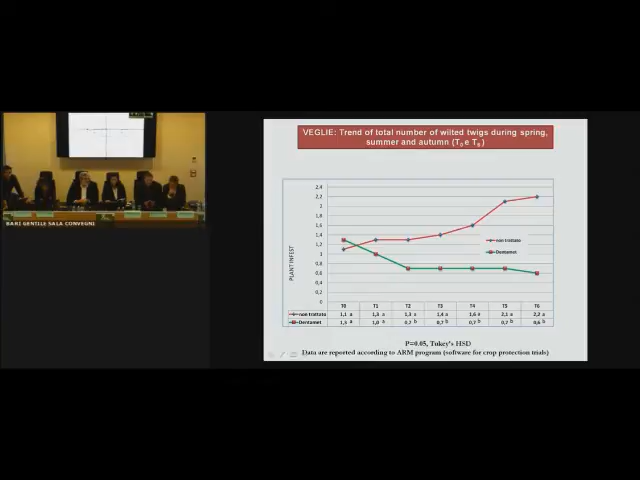 VEGLIE: Trend of total number of wilted twigs during spring,
summer and autumn (T0 e T6)
PLANT INFEST
2,4
2,2
2
1,8
1,6
1,4
1,2
1
0,8
0,6
0,4
0,2
0
non trattato
Dentamet
T0 T1 T2 T3 T4 T5 T6
non trattato 1,1 a 1,3 a 1,3 a 1,4 a 1,6 a 2,1 a 2,2 a
Dentamet 1,3 a 1,0 a 0,7 b 0,7 b 0,7 b 0,7 b 0,6 b
P=0.05, Tukey's HSD
Data are reported according to ARM program (software for crop protection trials)
BARI GENTILE SALA CONVEGNI